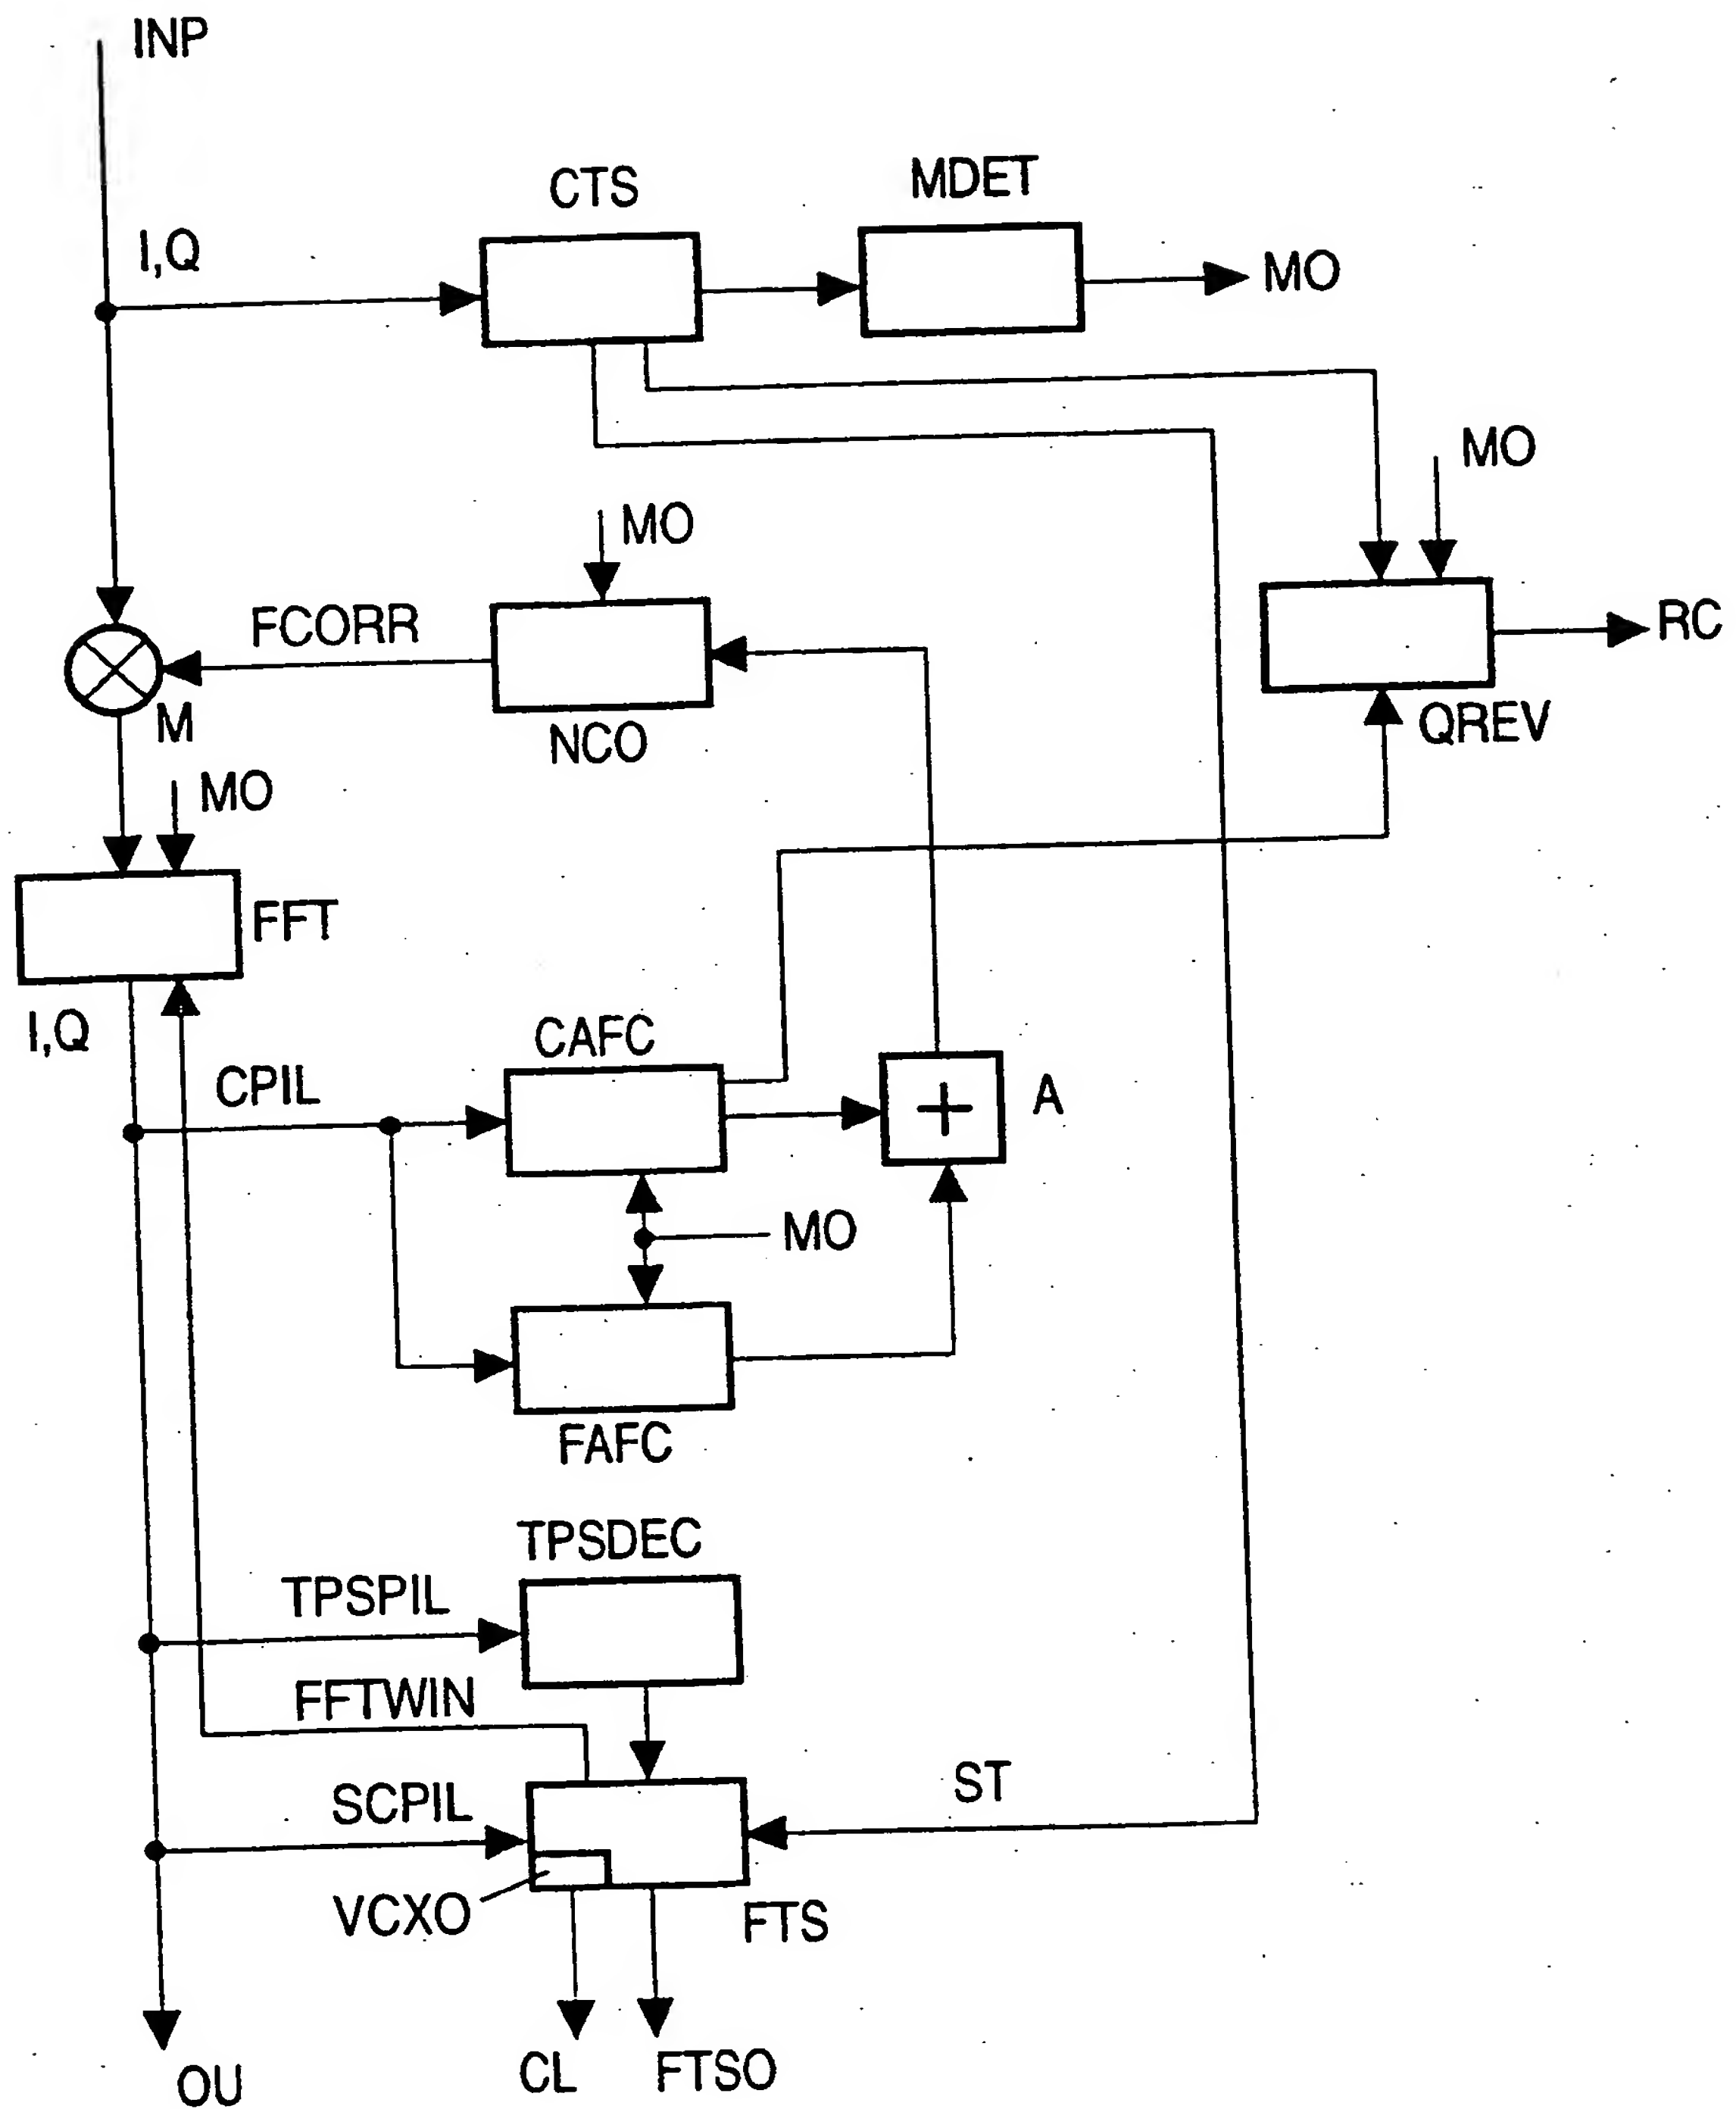 INP
CTS
MDET
I,Q
MO
MO
MO
FCORR
RC
M
NCO
QREV
MO
FFT
I,Q
CAFC
CPIL
A
+
MO
FAFC
TPSDEC
TPSPIL
FFTWIN
ST
SCPIL
VCXO
FTS
CL
FTSO
OU